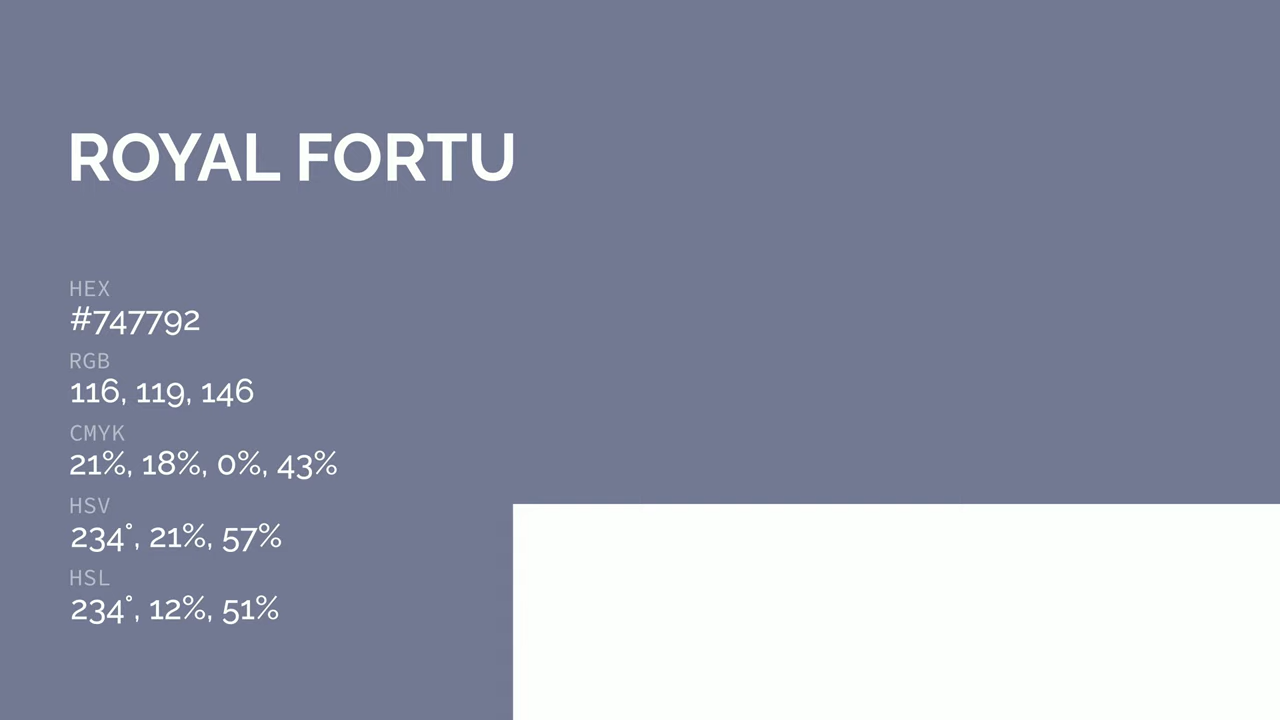 ROYAL FORTU
HEX
#747792
RGB
116, 119, 146
CMYK
21%, 18%, 0%, 43%
HSV
234°, 21%, 57%
HSL
234°, 12%, 51%